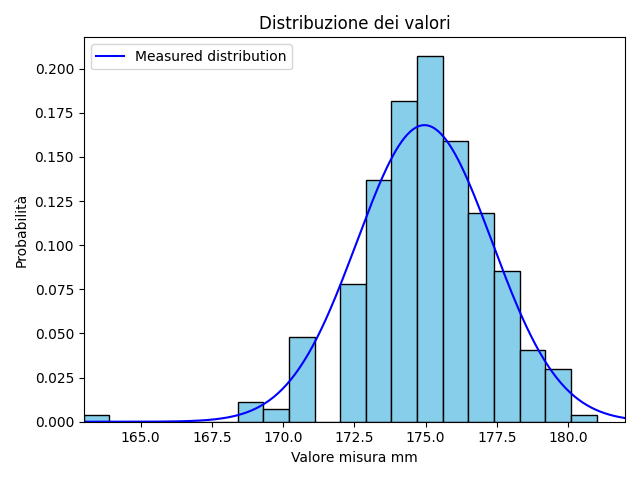 Distribuzione dei valori
Measured distribution
Probabilità
0.200
0.175
0.150
0.125
0.100
0.075
0.050
0.025
0.000
165.0 167.5 170.0 172.5 175.0 177.5 180.0
Valore misura mm